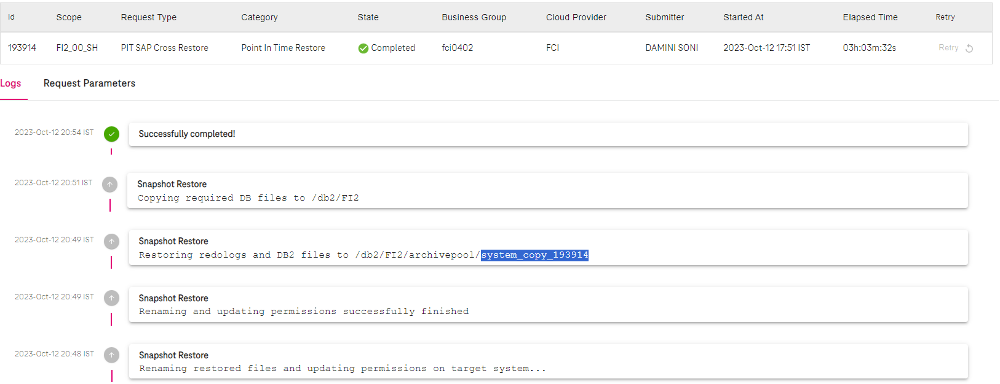 Id Scope Request Type Category State Business Group Cloud Provider Submitter Started At Elapsed Time Retry
193914 FI2_00_SH PIT SAP Cross Restore Point In Time Restore Completed fci0402 FCI DAMINI SONI 2023-Oct-12 17:51 IST 03h:03m:32s Retry
Logs Request Parameters
2023-Oct-12 20:54 IST Successfully completed!
2023-Oct-12 20:51 IST Snapshot Restore
Copying required DB files to /db2/FI2
2023-Oct-12 20:49 IST Snapshot Restore
Restoring redologs and DB2 files to /db2/FI2/archivepool/system_copy_193914
2023-Oct-12 20:49 IST Snapshot Restore
Renaming and updating permissions successfully finished
2023-Oct-12 20:48 IST Snapshot Restore
Renaming restored files and updating permissions on target system...